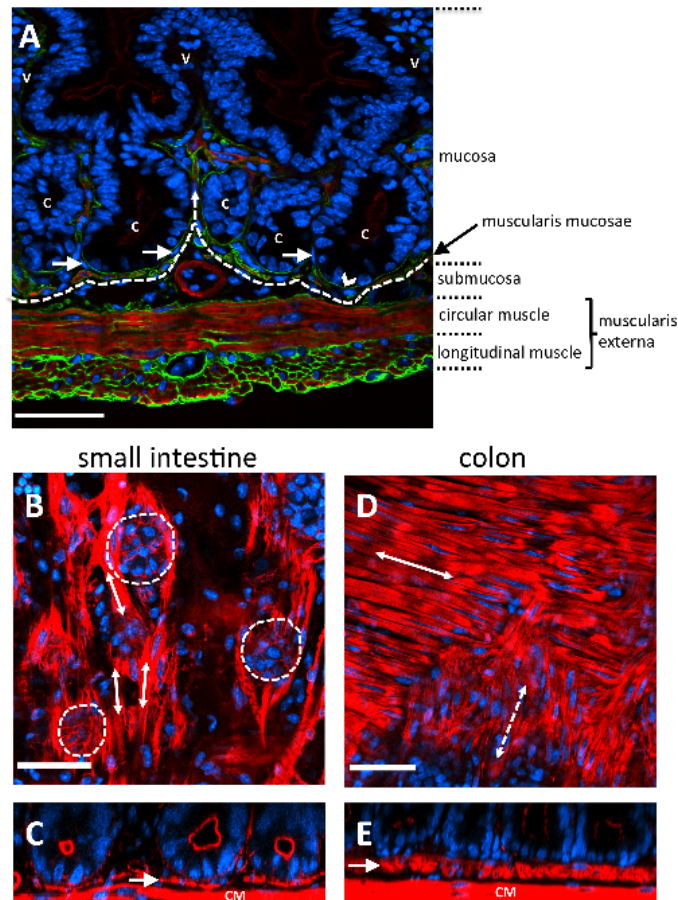 A
V
V
V
C
C
C
C
C
mucosa
muscularis mucosae
submucosa
circular muscle
longitudinal muscle
muscularis
externa
small intestine
colon
B
D
C
CM
E
CM